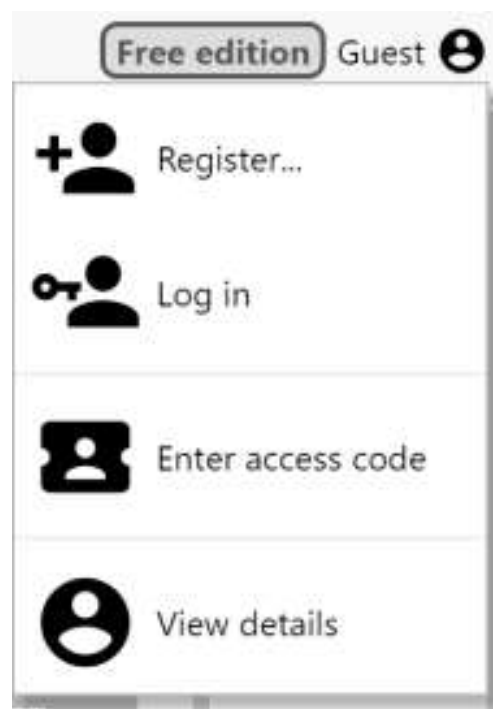 Free edition Guest
Register...
Log in
Enter access code
View details